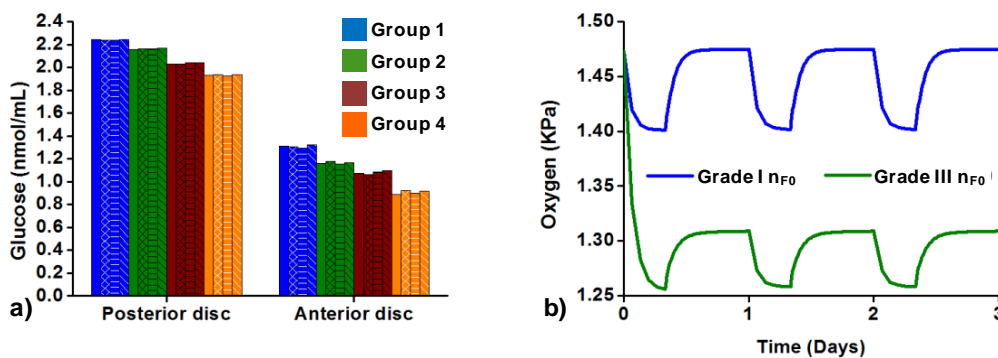 Glucose (nmol/mL)
2.4
2.2
2.0
1.8
1.6
1.4
1.2
1.0
0.8
0.6
0.4
0.2
0.0
Group 1
Group 2
Group 3
Group 4
Posterior disc
Anterior disc
a)
Oxygen (KPa)
1.50
1.45
1.40
1.35
1.30
1.25
Grade I nF0
Grade III nF0
0
1
2
3
Time (Days)
b)